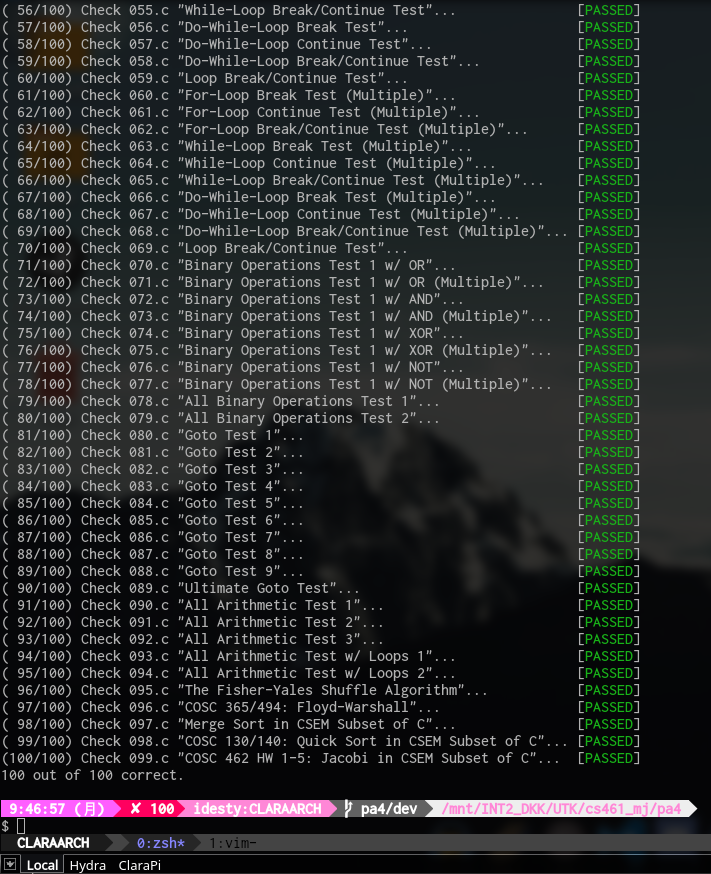 ( 56/100) Check 055.c "While-Loop Break/Continue Test"... [PASSED]
( 57/100) Check 056.c "Do-While-Loop Break Test"... [PASSED]
( 58/100) Check 057.c "Do-While-Loop Continue Test"... [PASSED]
( 59/100) Check 058.c "Do-While-Loop Break/Continue Test"... [PASSED]
( 60/100) Check 059.c "Loop Break/Continue Test"... [PASSED]
( 61/100) Check 060.c "For-Loop Break Test (Multiple)"... [PASSED]
( 62/100) Check 061.c "For-Loop Continue Test (Multiple)"... [PASSED]
( 63/100) Check 062.c "For-Loop Break/Continue Test (Multiple)"... [PASSED]
( 64/100) Check 063.c "While-Loop Break Test (Multiple)"... [PASSED]
( 65/100) Check 064.c "While-Loop Continue Test (Multiple)"... [PASSED]
( 66/100) Check 065.c "While-Loop Break/Continue Test (Multiple)"... [PASSED]
( 67/100) Check 066.c "Do-While-Loop Break Test (Multiple)"... [PASSED]
( 68/100) Check 067.c "Do-While-Loop Continue Test (Multiple)"... [PASSED]
( 69/100) Check 068.c "Do-While-Loop Break/Continue Test (Multiple)"... [PASSED]
( 70/100) Check 069.c "Loop Break/Continue Test"... [PASSED]
( 71/100) Check 070.c "Binary Operations Test 1 w/ OR"... [PASSED]
( 72/100) Check 071.c "Binary Operations Test 1 w/ OR (Multiple)"... [PASSED]
( 73/100) Check 072.c "Binary Operations Test 1 w/ AND"... [PASSED]
( 74/100) Check 073.c "Binary Operations Test 1 w/ AND (Multiple)"... [PASSED]
( 75/100) Check 074.c "Binary Operations Test 1 w/ XOR"... [PASSED]
( 76/100) Check 075.c "Binary Operations Test 1 w/ XOR (Multiple)"... [PASSED]
( 77/100) Check 076.c "Binary Operations Test 1 w/ NOT"... [PASSED]
( 78/100) Check 077.c "Binary Operations Test 1 w/ NOT (Multiple)"... [PASSED]
( 79/100) Check 078.c "All Binary Operations Test 1"... [PASSED]
( 80/100) Check 079.c "All Binary Operations Test 2"... [PASSED]
( 81/100) Check 080.c "Goto Test 1"... [PASSED]
( 82/100) Check 081.c "Goto Test 2"... [PASSED]
( 83/100) Check 082.c "Goto Test 3"... [PASSED]
( 84/100) Check 083.c "Goto Test 4"... [PASSED]
( 85/100) Check 084.c "Goto Test 5"... [PASSED]
( 86/100) Check 085.c "Goto Test 6"... [PASSED]
( 87/100) Check 086.c "Goto Test 7"... [PASSED]
( 88/100) Check 087.c "Goto Test 8"... [PASSED]
( 89/100) Check 088.c "Goto Test 9"... [PASSED]
( 90/100) Check 089.c "Ultimate Goto Test"... [PASSED]
( 91/100) Check 090.c "All Arithmetic Test 1"... [PASSED]
( 92/100) Check 091.c "All Arithmetic Test 2"... [PASSED]
( 93/100) Check 092.c "All Arithmetic Test 3"... [PASSED]
( 94/100) Check 093.c "All Arithmetic Test w/ Loops 1"... [PASSED]
( 95/100) Check 094.c "All Arithmetic Test w/ Loops 2"... [PASSED]
( 96/100) Check 095.c "The Fisher-Yales Shuffle Algorithm"... [PASSED]
( 97/100) Check 096.c "COSC 365/494: Floyd-Warshall"... [PASSED]
( 98/100) Check 097.c "Merge Sort in CSEM Subset of C"... [PASSED]
( 99/100) Check 098.c "COSC 130/140: Quick Sort in CSEM Subset of C"... [PASSED]
(100/100) Check 099.c "COSC 462 HW 1-5: Jacobi in CSEM Subset of C"... [PASSED]
100 out of 100 correct.
9:46:57 (月) ✘ 100 idesty:CLARAARCH pa4/dev /mnt/INT2_DKK/UTK/cs461_mj/pa4
$
CLARAARCH 0:zsh* 1:vim-
Local Hydra ClaraPi